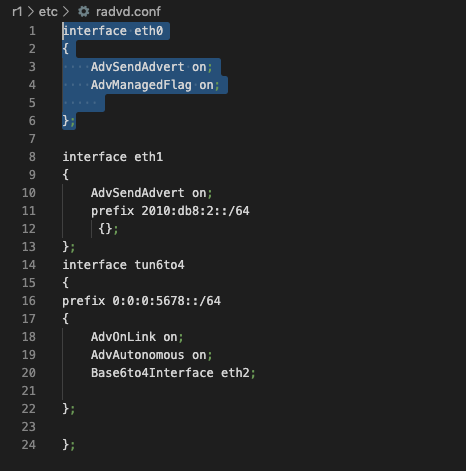 r1 > etc > radvd.conf
1 interface eth0
2 {
3     AdvSendAdvert on;
4     AdvManagedFlag on;
5
6 };
7
8 interface eth1
9 {
10     AdvSendAdvert on;
11     prefix 2010:db8:2::/64
12      {};
13 };
14 interface tun6to4
15 {
16 prefix 0:0:0:5678::/64
17 {
18     AdvOnLink on;
19     AdvAutonomous on;
20     Base6to4Interface eth2;
21
22 };
23
24 };